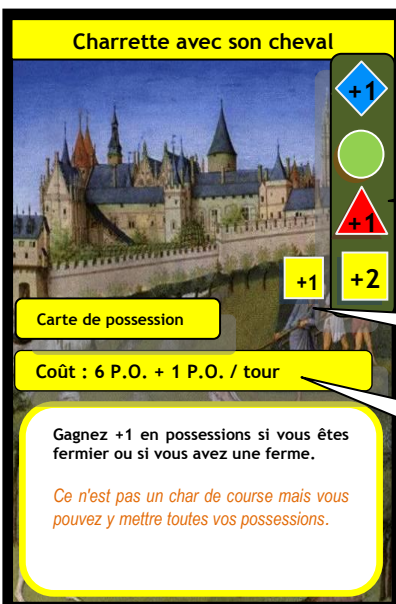 Charrette avec son cheval
+1
+1
+1
+2
Carte de possession
Coût : 6 P.O. + 1 P.O. / tour
Gagnez +1 en possessions si vous êtes
fermier ou si vous avez une ferme.
Ce n'est pas un char de course mais vous
pouvez y mettre toutes vos possessions.